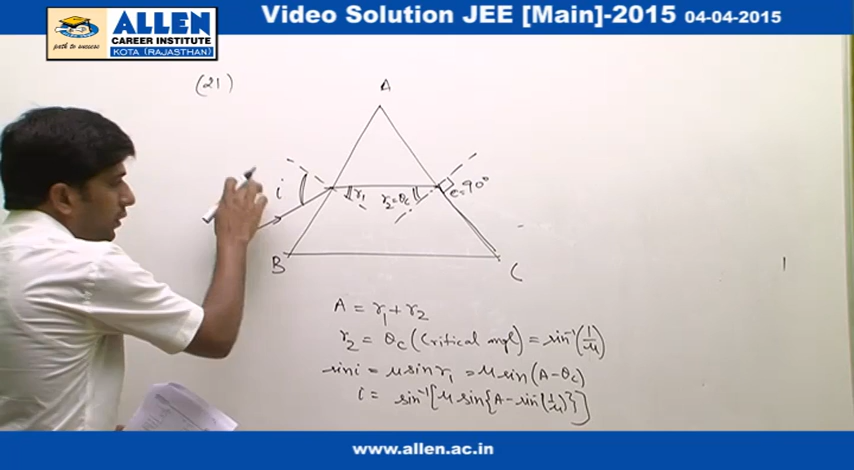 Video Solution JEE [Main]-2015 04-04-2015
path to success
ALLEN
CAREER INSTITUTE
KOTA (RAJASTHAN)
(21)
A
i
r₁
r₂=θc
e=90°
B
C
A = r₁+r₂
r₂ = θc (Critical angl) = sin⁻¹(1/μ)
sini = μ sin r₁ = μ sin(A-θc)
i = sin⁻¹[μ sin{A-sin⁻¹(1/μ)}]
www.allen.ac.in